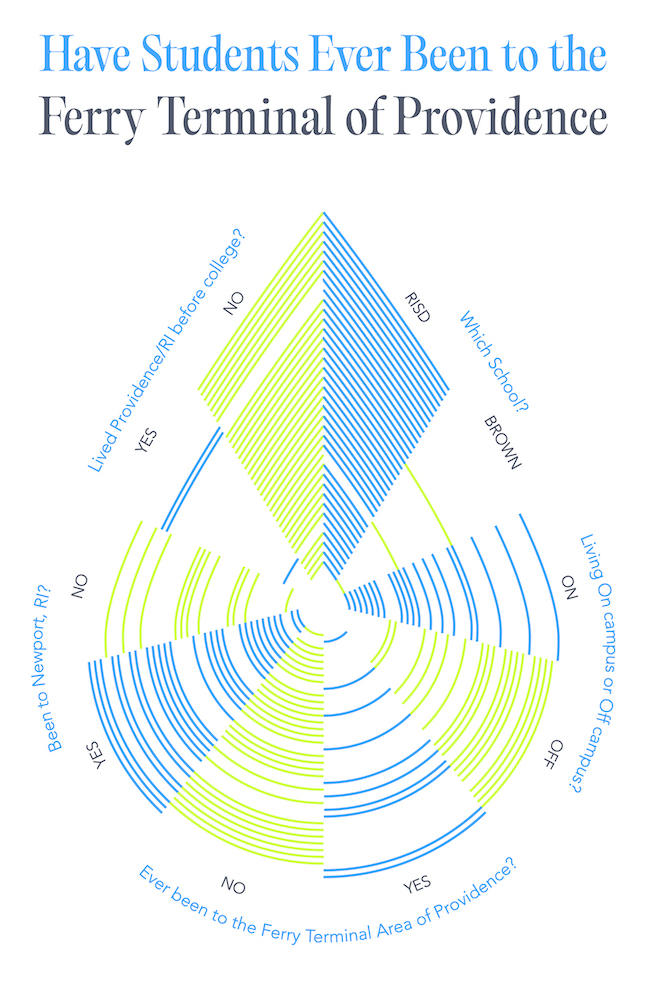 Have Students Ever Been to the
Ferry Terminal of Providence
Lived Providence/RI before college?
NO
YES
RISD
Which School?
BROWN
NO
Been to Newport, RI?
YES
ON
Living On campus or Off campus?
OFF
NO
YES
Ever been to the Ferry Terminal Area of Providence?